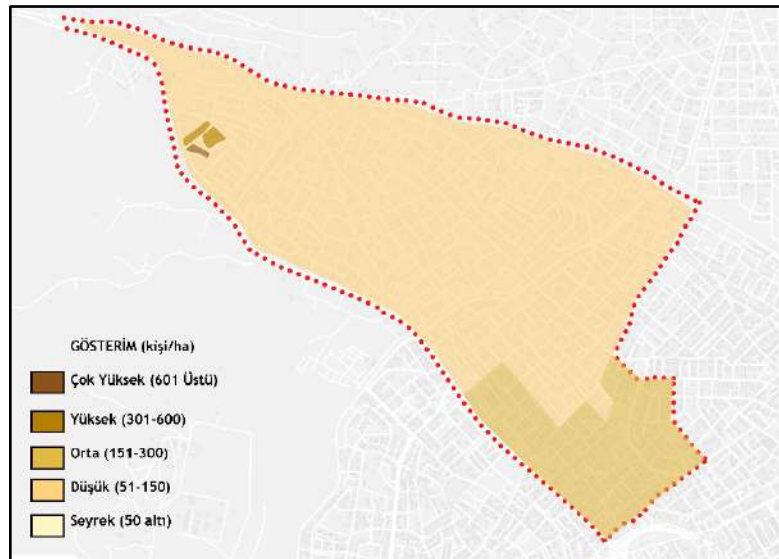 GÖSTERİM (kişi/ha)
Çok Yüksek (601 Üstü)
Yüksek (301-600)
Orta (151-300)
Düşük (51-150)
Seyrek (50 altı)